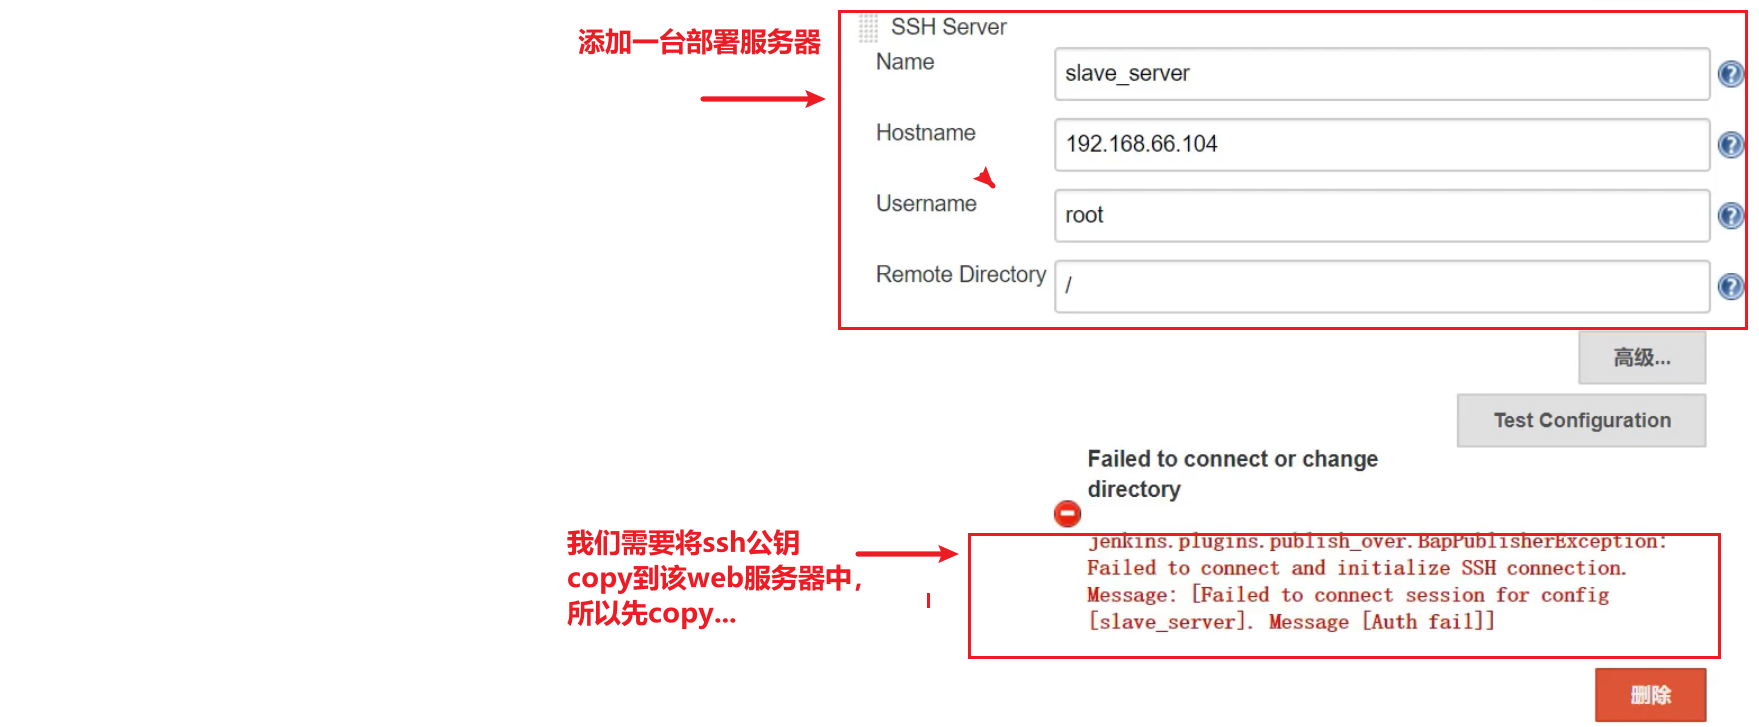 添加一台部署服务器
SSH Server
Name
slave_server
Hostname
192.168.66.104
Username
root
Remote Directory
/
高级...
Test Configuration
Failed to connect or change
directory
我们需要将ssh公钥
copy到该web服务器中，
所以先copy...
jenkins.plugins.publish_over.BapPublisherException:
Failed to connect and initialize SSH connection.
Message: [Failed to connect session for config
[slave_server]. Message [Auth fail]]
删除